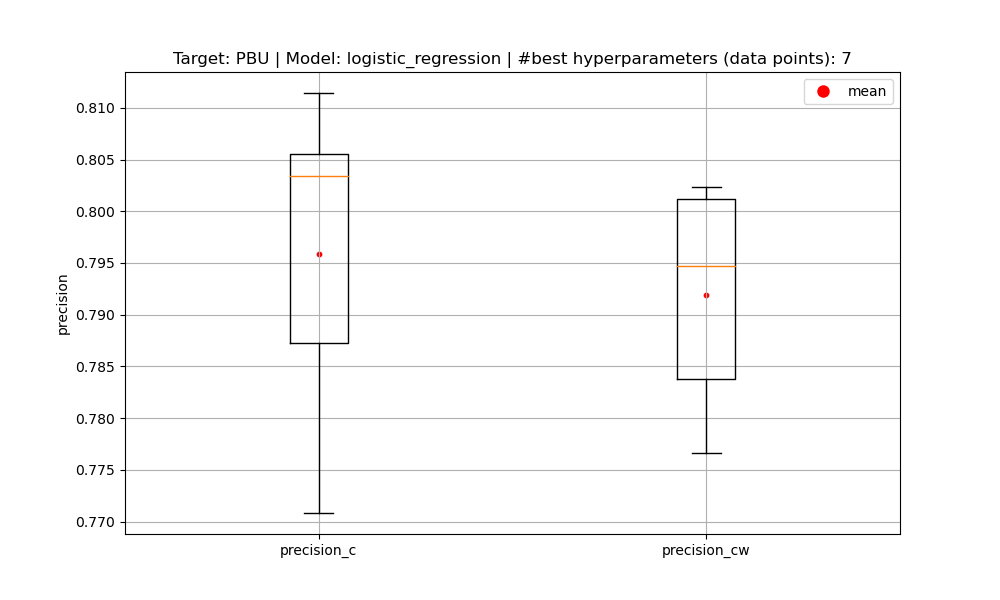 Target: PBU | Model: logistic_regression | #best hyperparameters (data points): 7
mean
0.810
0.805
0.800
0.795
0.790
0.785
0.780
0.775
0.770
precision
precision_c
precision_cw